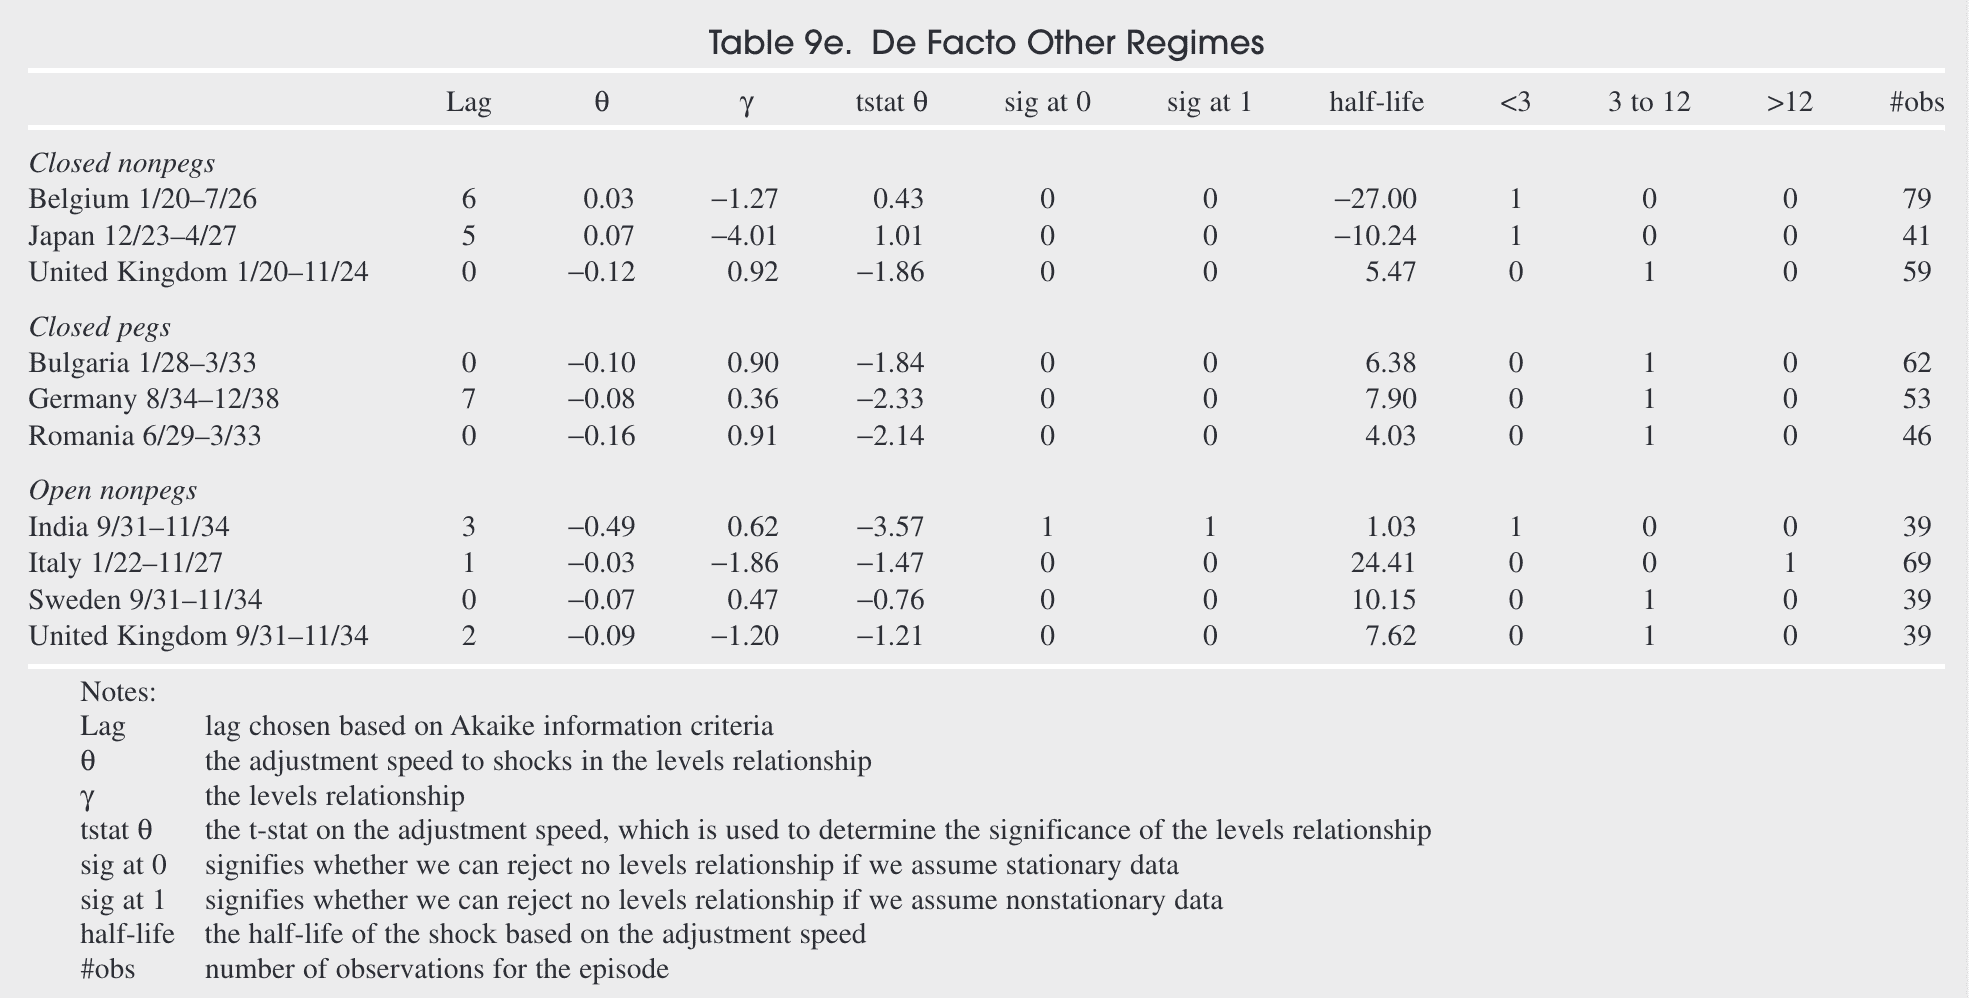 Table 9e. De Facto Other Regimes
Lag θ γ tstat θ sig at 0 sig at 1 half-life <3 3 to 12 >12 #obs
Closed nonpegs
Belgium 1/20–7/26 6 0.03 −1.27 0.43 0 0 −27.00 1 0 0 79
Japan 12/23–4/27 5 0.07 −4.01 1.01 0 0 −10.24 1 0 0 41
United Kingdom 1/20–11/24 0 −0.12 0.92 −1.86 0 0 5.47 0 1 0 59
Closed pegs
Bulgaria 1/28–3/33 0 −0.10 0.90 −1.84 0 0 6.38 0 1 0 62
Germany 8/34–12/38 7 −0.08 0.36 −2.33 0 0 7.90 0 1 0 53
Romania 6/29–3/33 0 −0.16 0.91 −2.14 0 0 4.03 0 1 0 46
Open nonpegs
India 9/31–11/34 3 −0.49 0.62 −3.57 1 1 1.03 1 0 0 39
Italy 1/22–11/27 1 −0.03 −1.86 −1.47 0 0 24.41 0 0 1 69
Sweden 9/31–11/34 0 −0.07 0.47 −0.76 0 0 10.15 0 1 0 39
United Kingdom 9/31–11/34 2 −0.09 −1.20 −1.21 0 0 7.62 0 1 0 39
Notes:
Lag lag chosen based on Akaike information criteria
θ the adjustment speed to shocks in the levels relationship
γ the levels relationship
tstat θ the t-stat on the adjustment speed, which is used to determine the significance of the levels relationship
sig at 0 signifies whether we can reject no levels relationship if we assume stationary data
sig at 1 signifies whether we can reject no levels relationship if we assume nonstationary data
half-life the half-life of the shock based on the adjustment speed
#obs number of observations for the episode